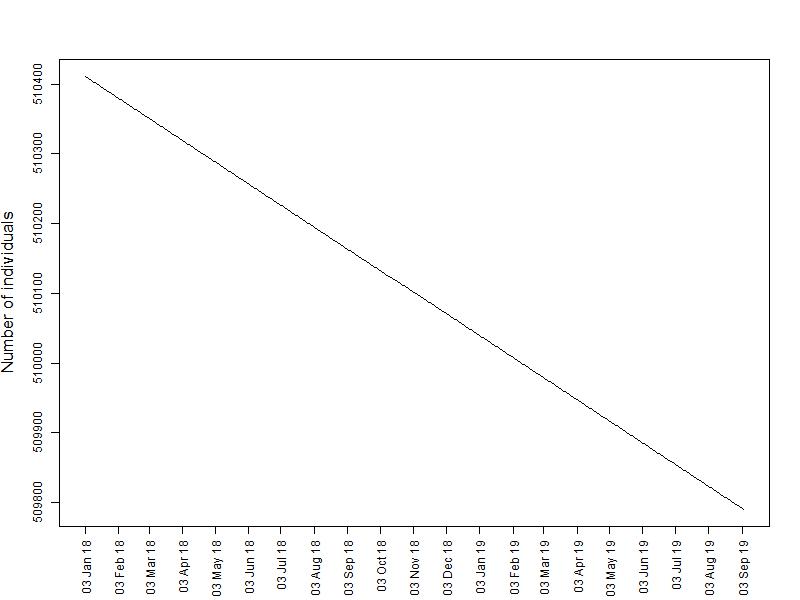 Number of individuals
510400
510300
510200
510100
510000
509900
509800
03 Jan 18
03 Feb 18
03 Mar 18
03 Apr 18
03 May 18
03 Jun 18
03 Jul 18
03 Aug 18
03 Sep 18
03 Oct 18
03 Nov 18
03 Dec 18
03 Jan 19
03 Feb 19
03 Mar 19
03 Apr 19
03 May 19
03 Jun 19
03 Jul 19
03 Aug 19
03 Sep 19